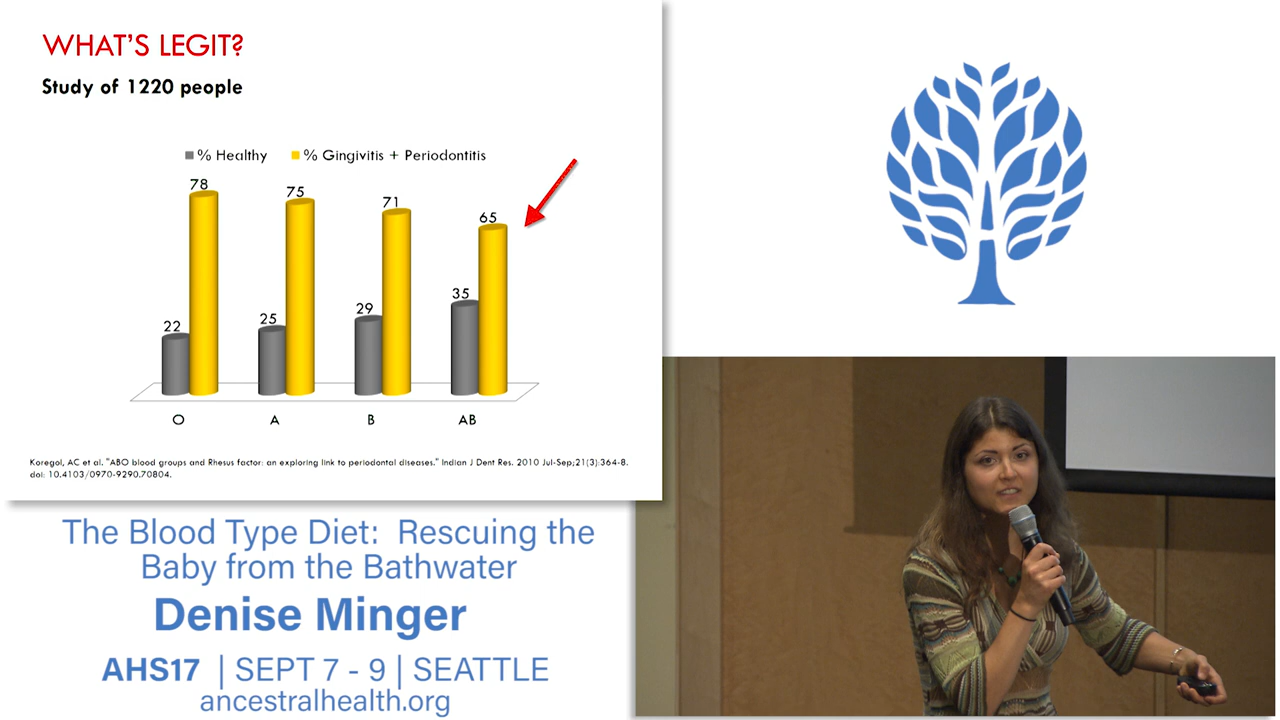 WHAT'S LEGIT?
Study of 1220 people
% Healthy
% Gingivitis + Periodontitis
78
75
71
65
22
25
29
35
O
A
B
AB
Koregol, AC et al. "ABO blood groups and Rhesus factor: an exploring link to periodontal diseases." Indian J Dent Res. 2010 Jul-Sep;21(3):364-8.
doi: 10.4103/0970-9290.70804.
The Blood Type Diet: Rescuing the
Baby from the Bathwater
Denise Minger
AHS17 | SEPT 7 - 9 | SEATTLE
ancestralhealth.org